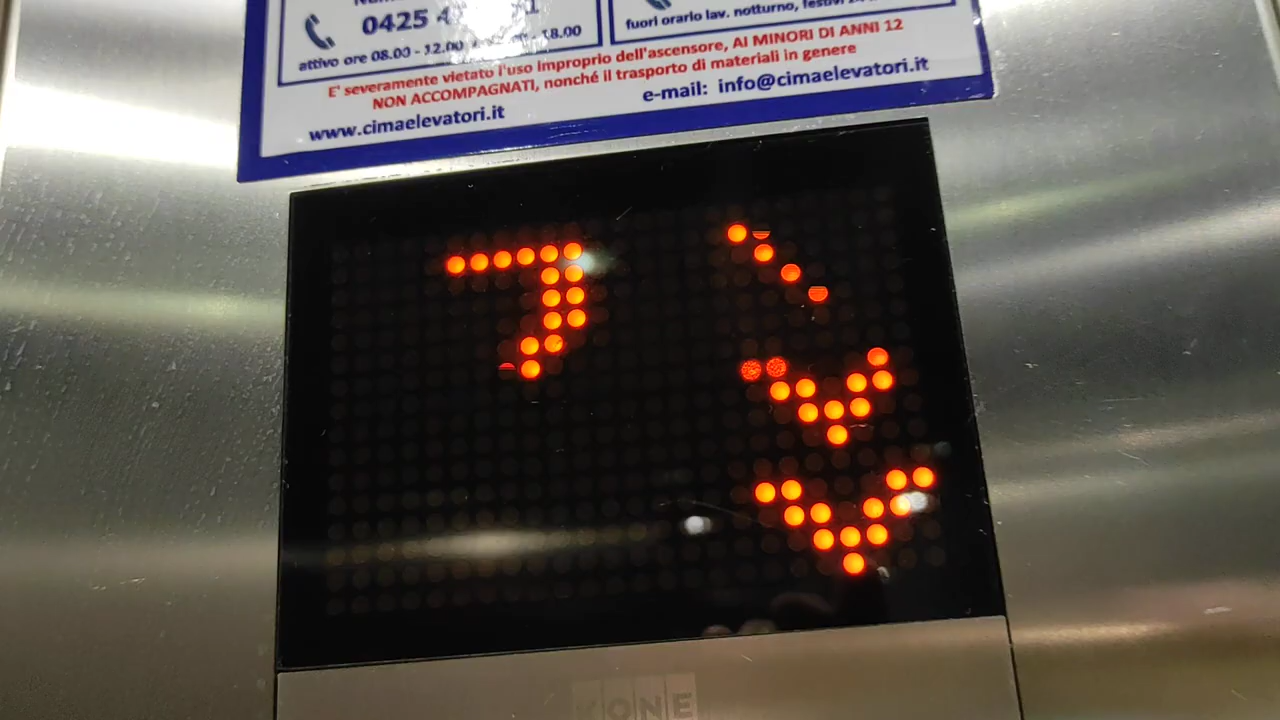 0425 4
attivo ore 08.00 - 12.00 18.00
fuori orario lav. notturno, festivi
E' severamente vietato l'uso improprio dell'ascensore, AI MINORI DI ANNI 12
NON ACCOMPAGNATI, nonché il trasporto di materiali in genere
www.cimaelevatori.it
e-mail: info@cimaelevatori.it
7
KONE